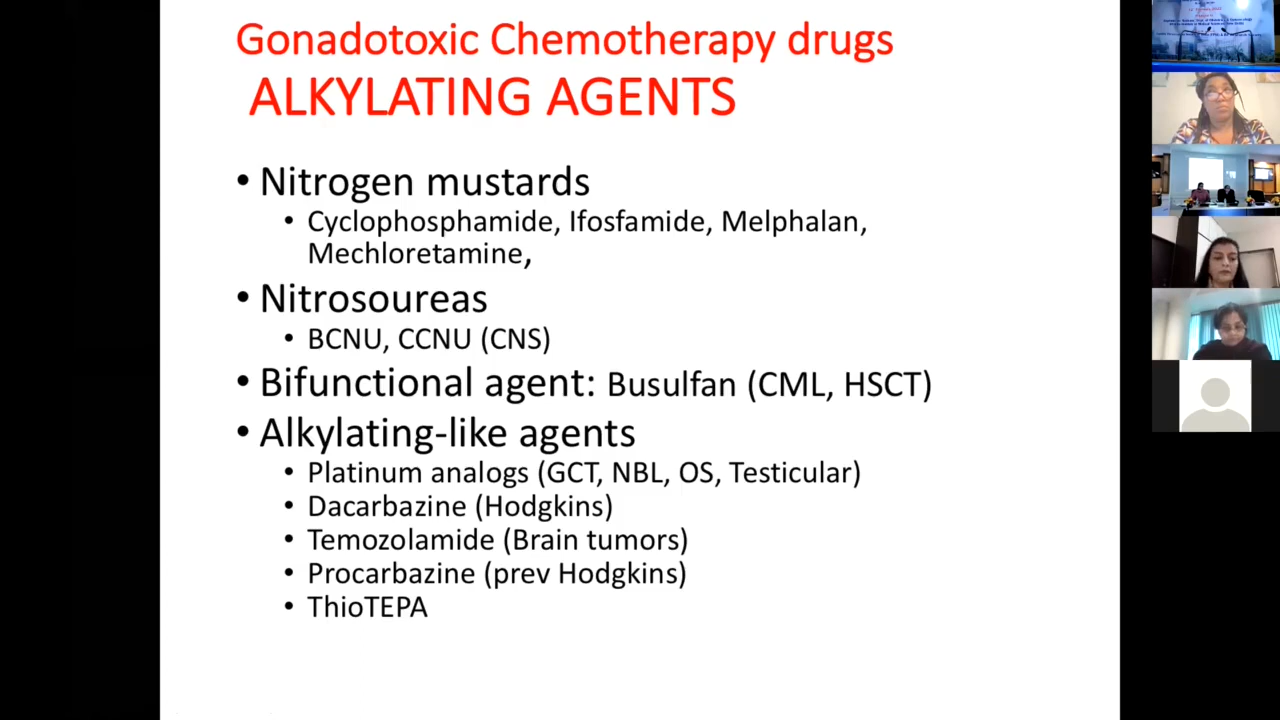 Gonadotoxic Chemotherapy drugs
ALKYLATING AGENTS
• Nitrogen mustards
• Cyclophosphamide, Ifosfamide, Melphalan,
Mechloretamine,
• Nitrosoureas
• BCNU, CCNU (CNS)
• Bifunctional agent: Busulfan (CML, HSCT)
• Alkylating-like agents
• Platinum analogs (GCT, NBL, OS, Testicular)
• Dacarbazine (Hodgkins)
• Temozolamide (Brain tumors)
• Procarbazine (prev Hodgkins)
• ThioTEPA